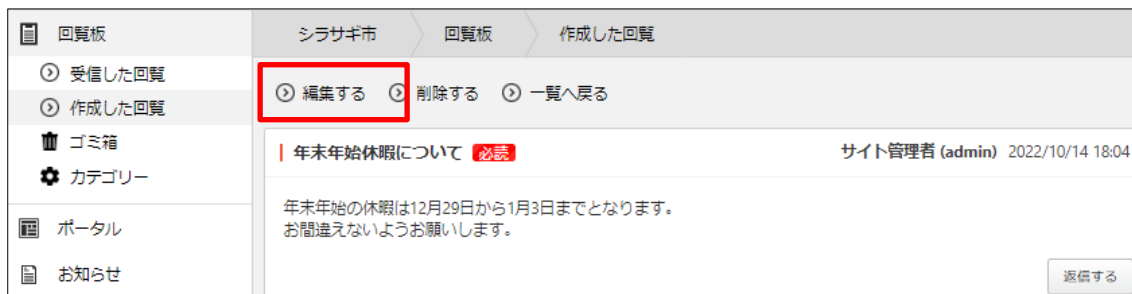 回覧板
受信した回覧
作成した回覧
ゴミ箱
カテゴリー
ポータル
お知らせ
シラサギ市 回覧板 作成した回覧
編集する 削除する 一覧へ戻る
年末年始休暇について 必読 サイト管理者 (admin) 2022/10/14 18:04
年末年始の休暇は12月29日から1月3日までとなります。
お間違えないようお願いします。
返信する